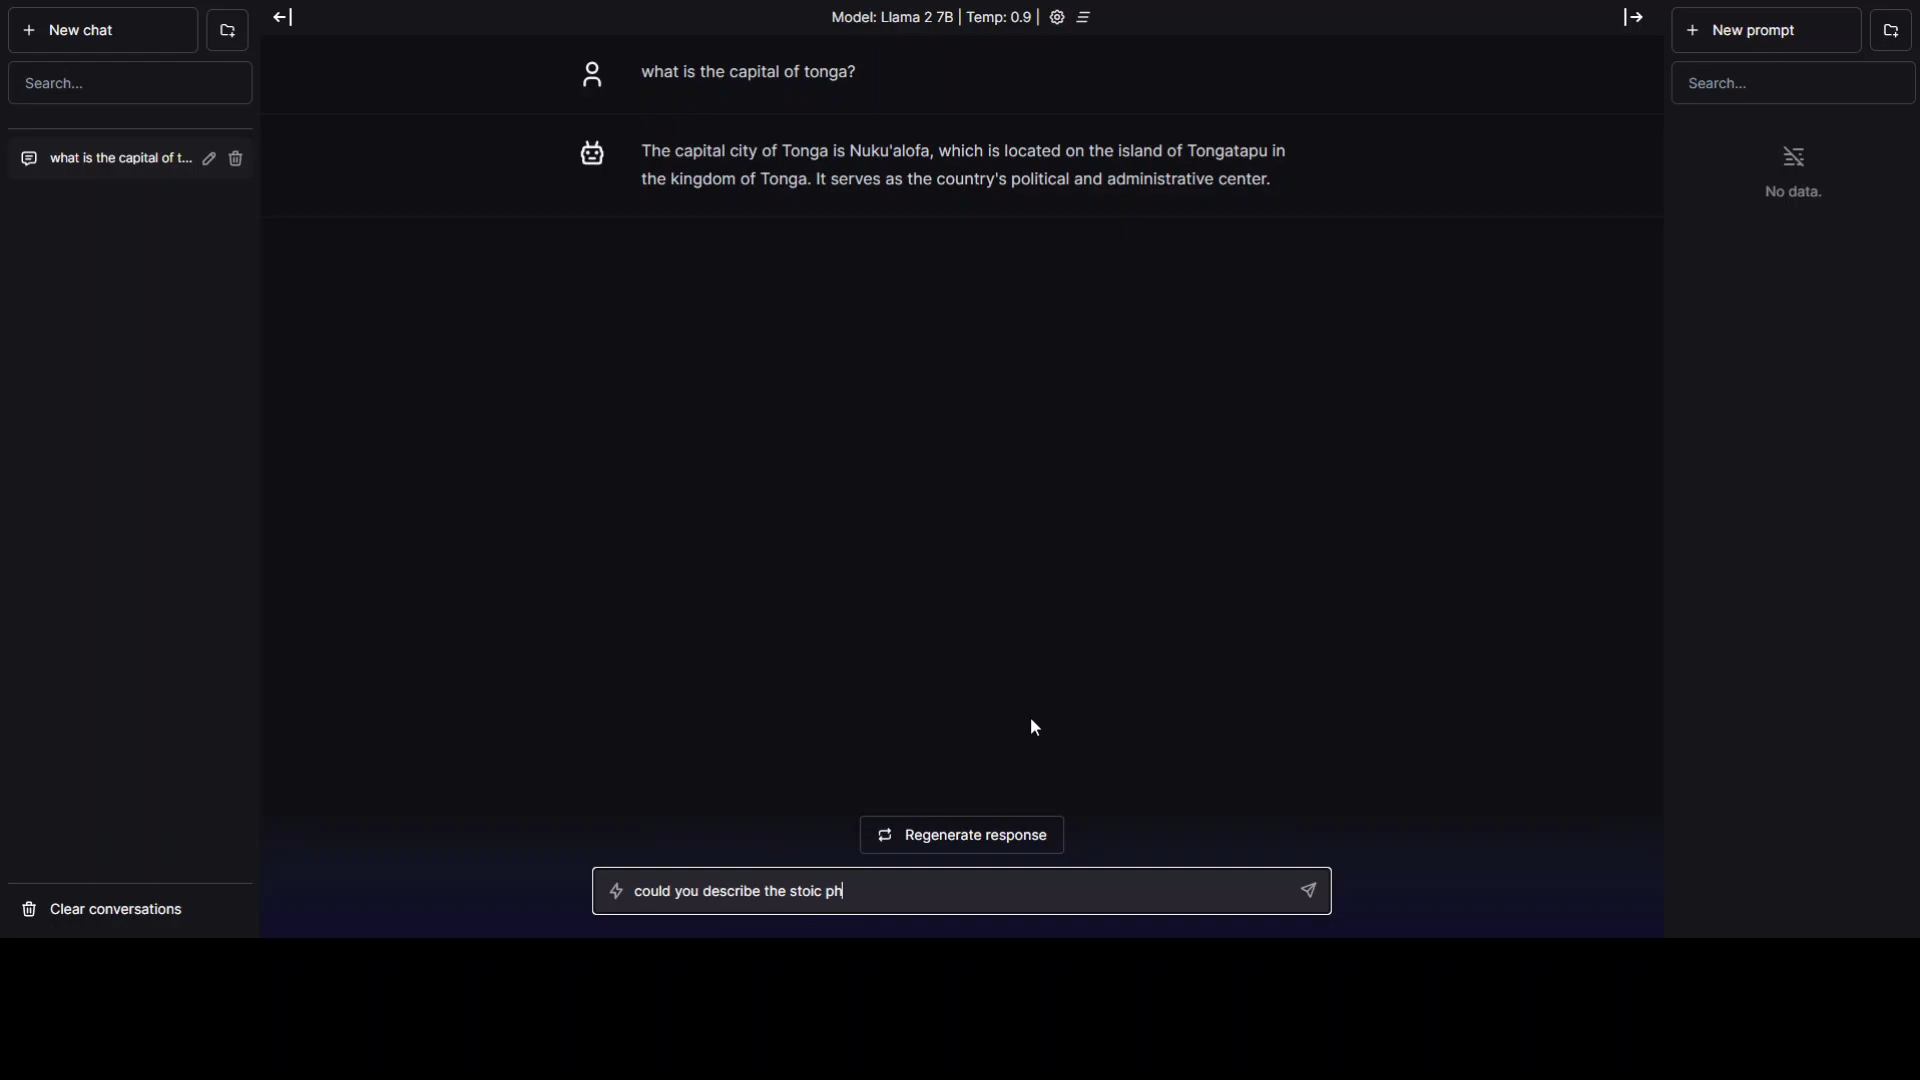 New chat
Model: Llama 2 7B | Temp: 0.9 |
New prompt
Search...
Search...
what is the capital of tonga?
what is the capital of t...
The capital city of Tonga is Nuku'alofa, which is located on the island of Tongatapu in
the kingdom of Tonga. It serves as the country's political and administrative center.
No data.
Regenerate response
could you describe the stoic ph
Clear conversations